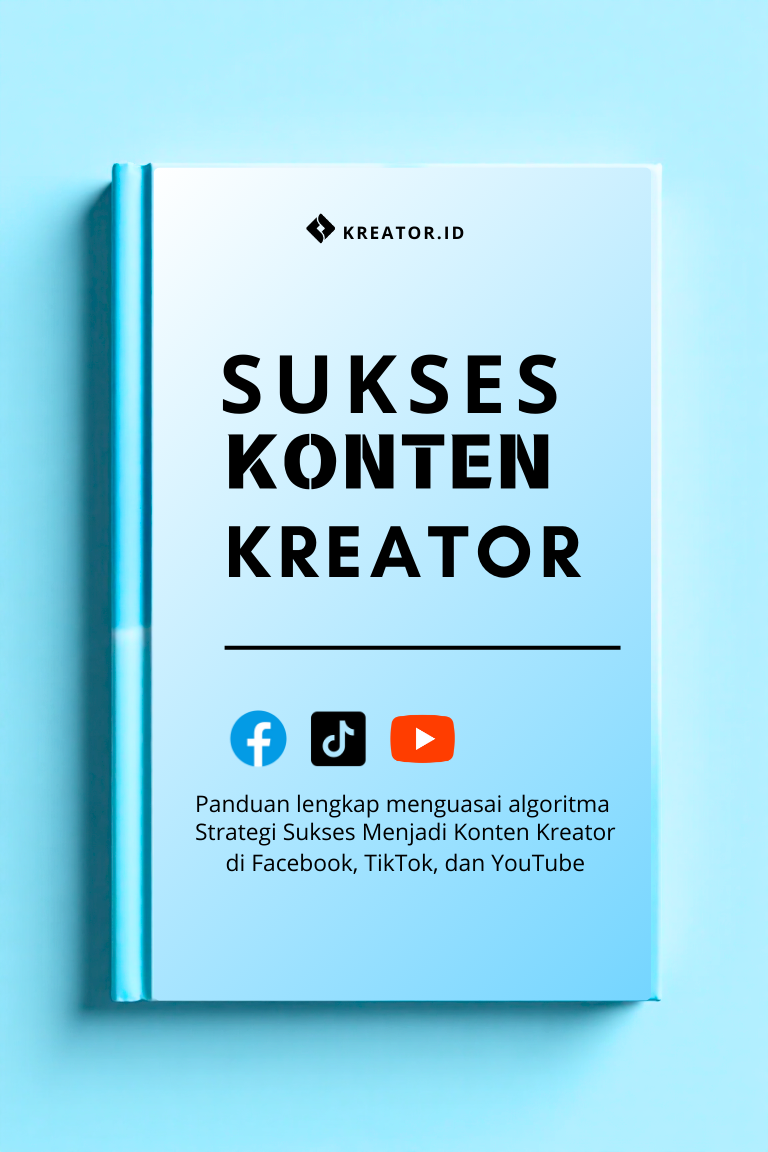 KREATOR.ID
SUKSES
KONTEN
KREATOR
Panduan lengkap menguasai algoritma
Strategi Sukses Menjadi Konten Kreator
di Facebook, TikTok, dan YouTube